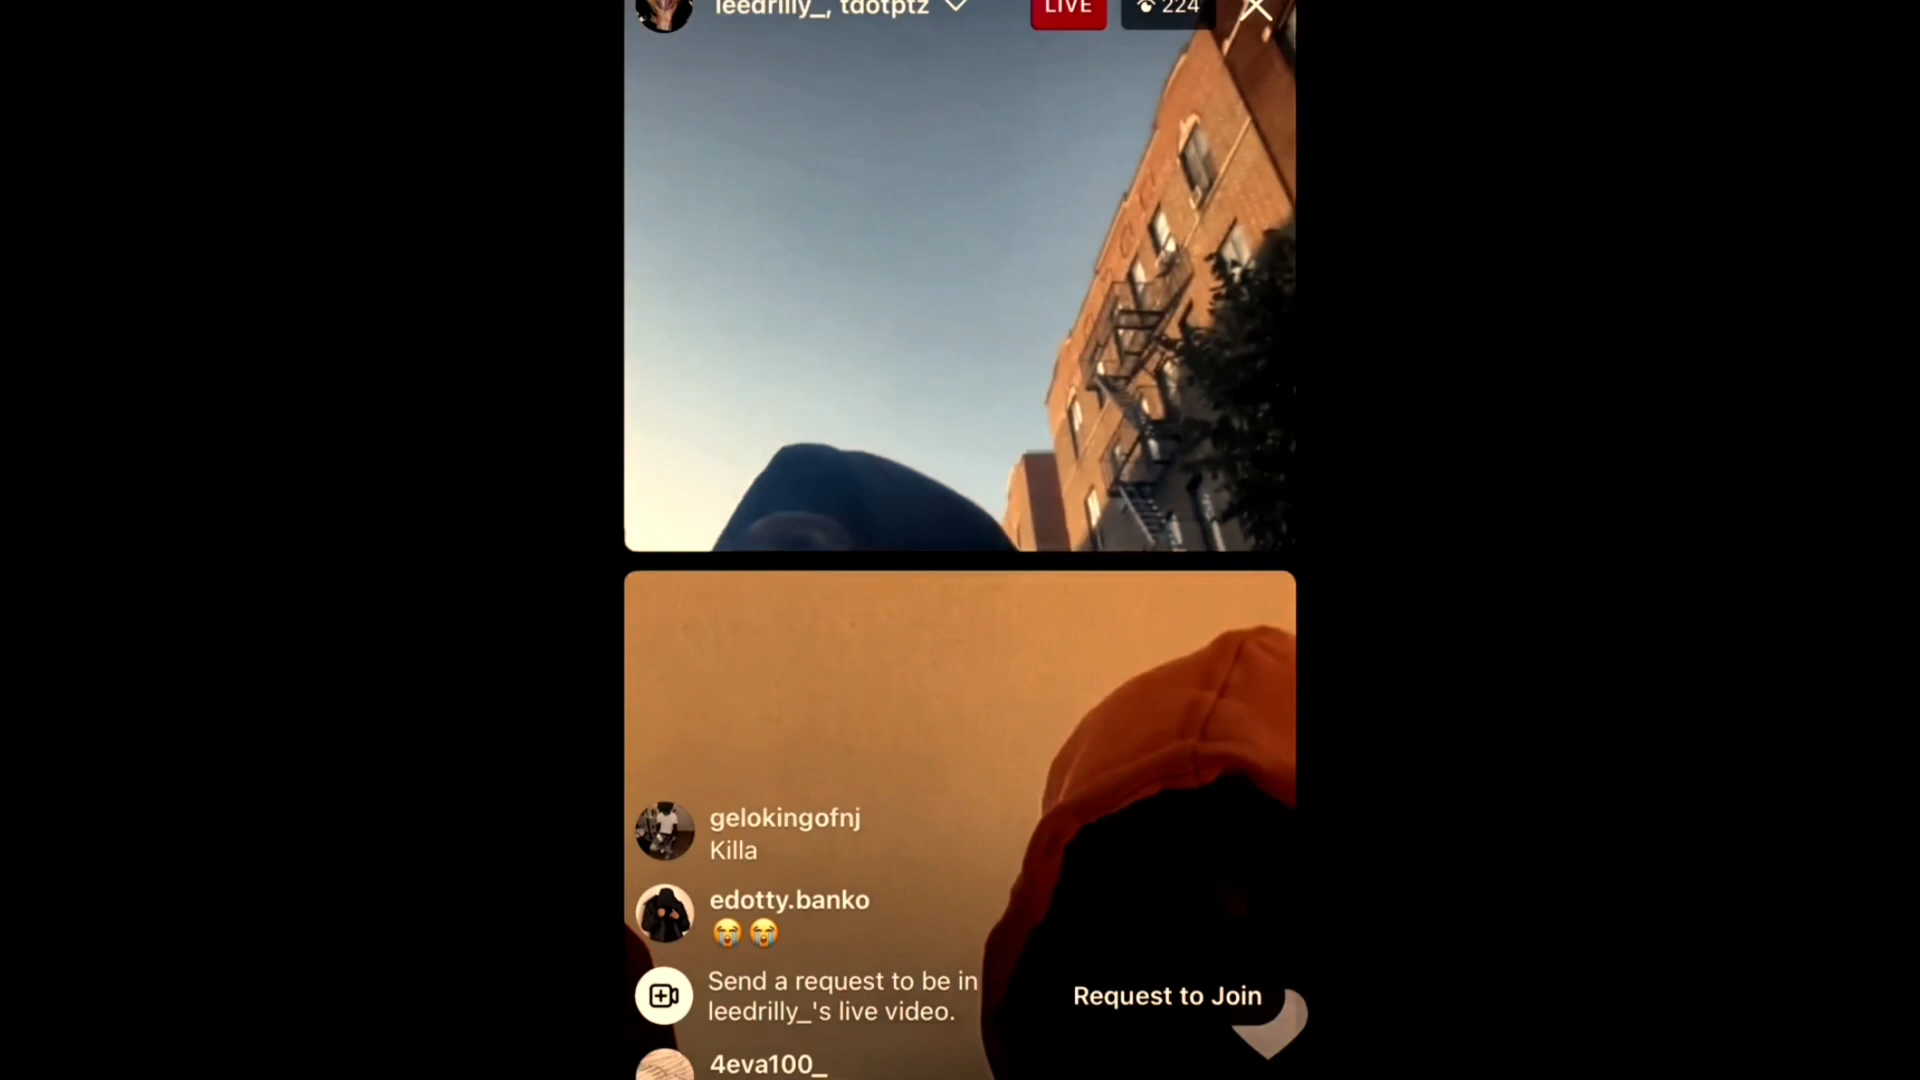 leedrilly_, tdotptz
LIVE
224
gelokingofnj
Killa
edotty.banko
😭😭
Send a request to be in
leedrilly_'s live video.
Request to Join
4eva100_